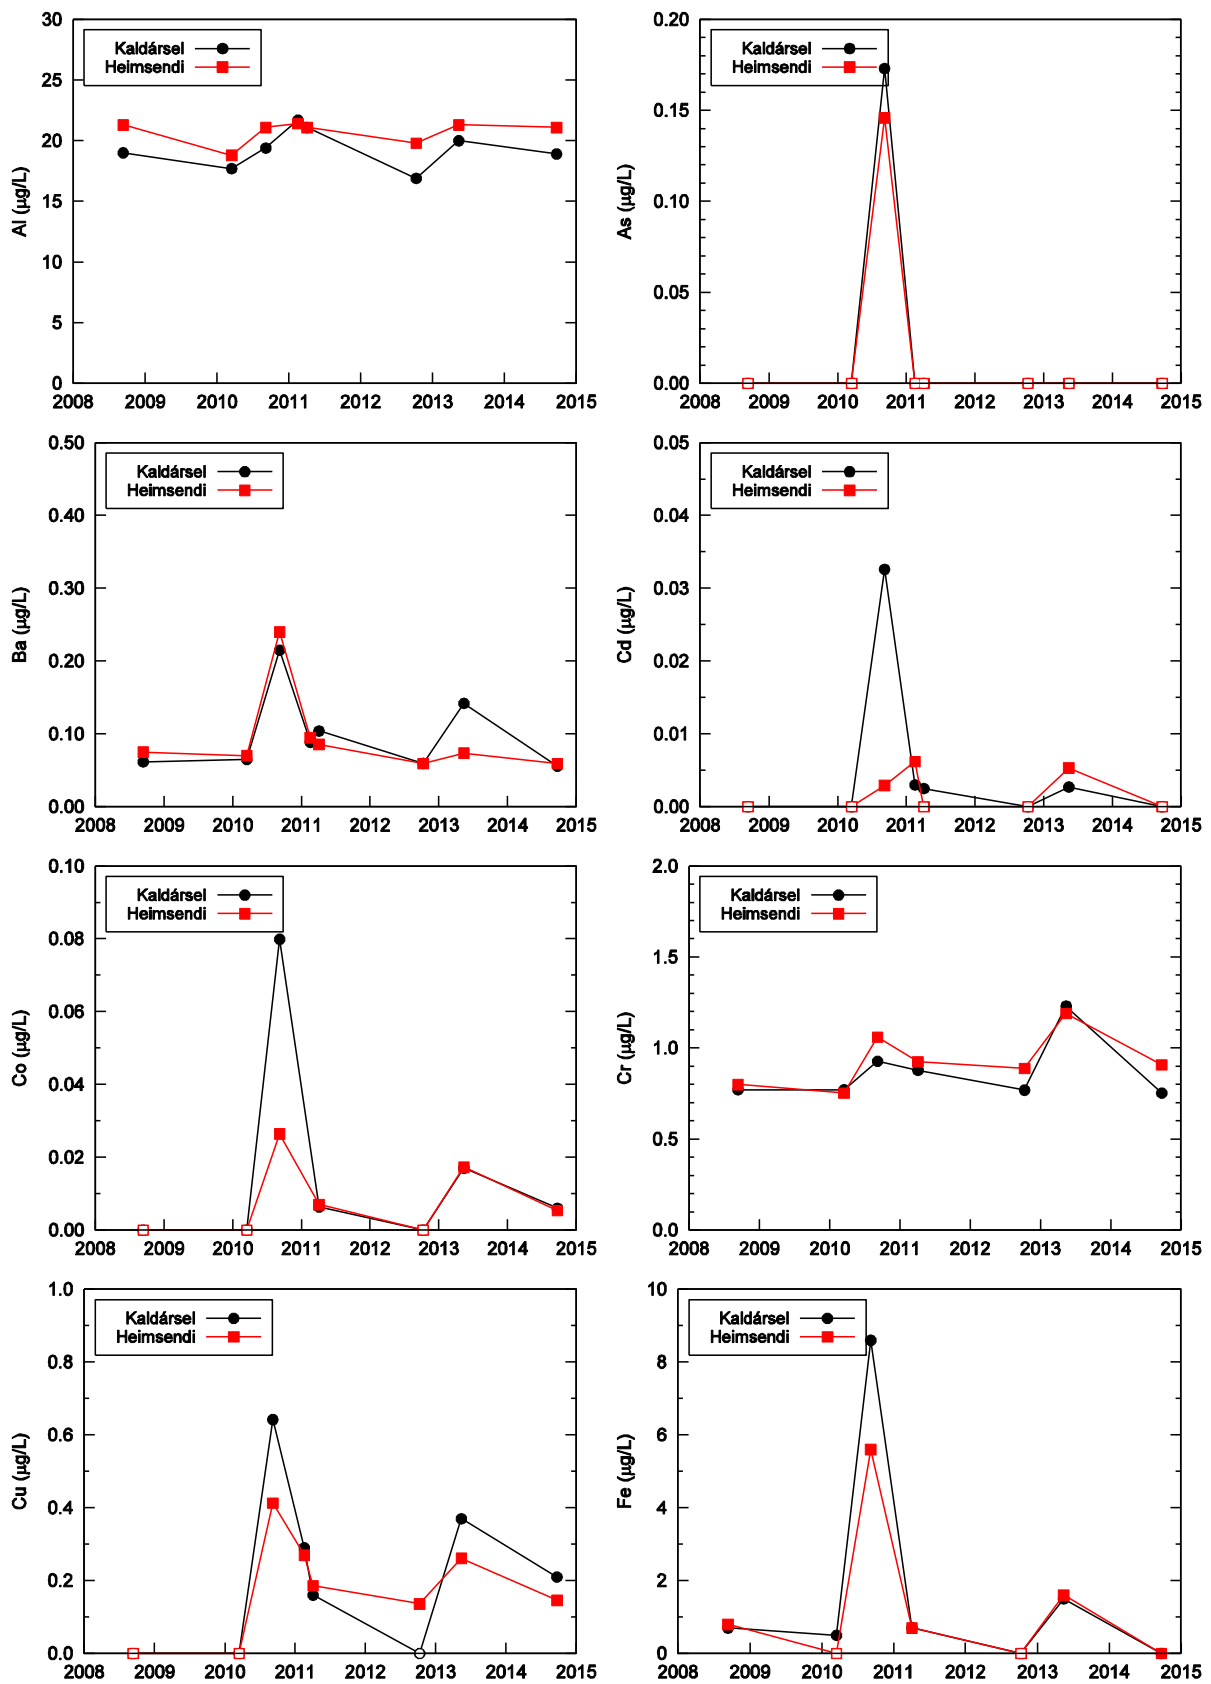 30
25
20
15
10
5
0
Al (µg/L)
Kaldársel
Heimsendi
2008 2009 2010 2011 2012 2013 2014 2015
0.20
0.15
0.10
0.05
0.00
As (µg/L)
Kaldársel
Heimsendi
2008 2009 2010 2011 2012 2013 2014 2015
0.50
0.40
0.30
0.20
0.10
0.00
Ba (µg/L)
Kaldársel
Heimsendi
2008 2009 2010 2011 2012 2013 2014 2015
0.05
0.04
0.03
0.02
0.01
0.00
Cd (µg/L)
Kaldársel
Heimsendi
2008 2009 2010 2011 2012 2013 2014 2015
0.10
0.08
0.06
0.04
0.02
0.00
Co (µg/L)
Kaldársel
Heimsendi
2008 2009 2010 2011 2012 2013 2014 2015
2.0
1.5
1.0
0.5
0.0
Cr (µg/L)
Kaldársel
Heimsendi
2008 2009 2010 2011 2012 2013 2014 2015
1.0
0.8
0.6
0.4
0.2
0.0
Cu (µg/L)
Kaldársel
Heimsendi
2008 2009 2010 2011 2012 2013 2014 2015
10
8
6
4
2
0
Fe (µg/L)
Kaldársel
Heimsendi
2008 2009 2010 2011 2012 2013 2014 2015